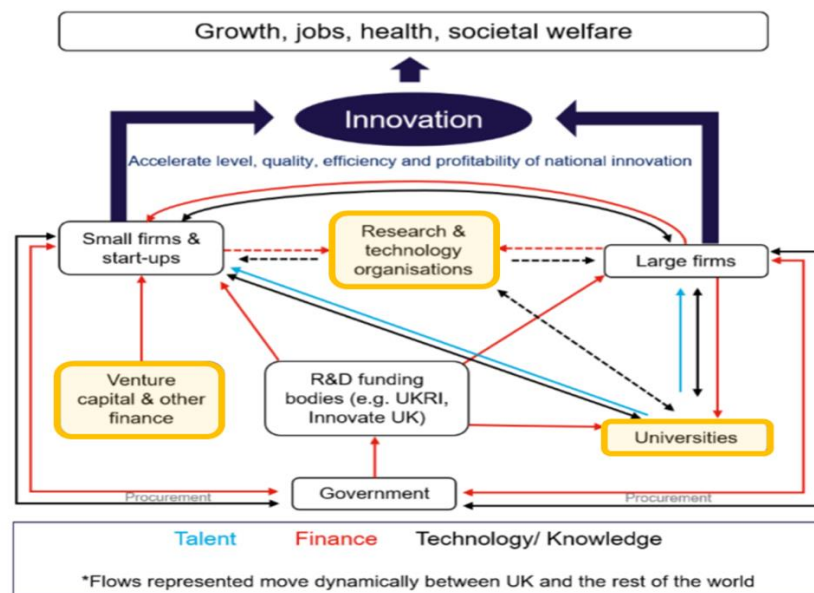 Growth, jobs, health, societal welfare
Innovation
Accelerate level, quality, efficiency and profitability of national innovation
Small firms &
start-ups
Research &
technology
organisations
Large firms
Venture
capital & other
finance
R&D funding
bodies (e.g. UKRI,
Innovate UK)
Universities
Procurement
Government
Procurement
Talent Finance Technology/ Knowledge
*Flows represented move dynamically between UK and the rest of the world